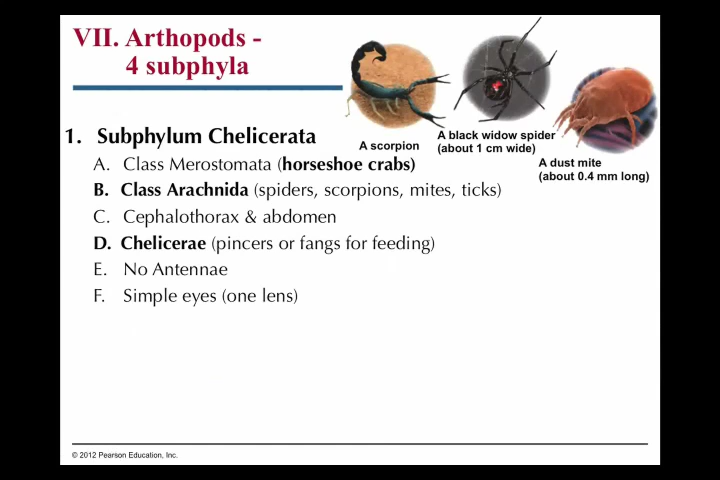 VII. Arthopods -
4 subphyla
A scorpion
A black widow spider
(about 1 cm wide)
A dust mite
(about 0.4 mm long)
1. Subphylum Chelicerata
A. Class Merostomata (horseshoe crabs)
B. Class Arachnida (spiders, scorpions, mites, ticks)
C. Cephalothorax & abdomen
D. Chelicerae (pincers or fangs for feeding)
E. No Antennae
F. Simple eyes (one lens)
© 2012 Pearson Education, Inc.